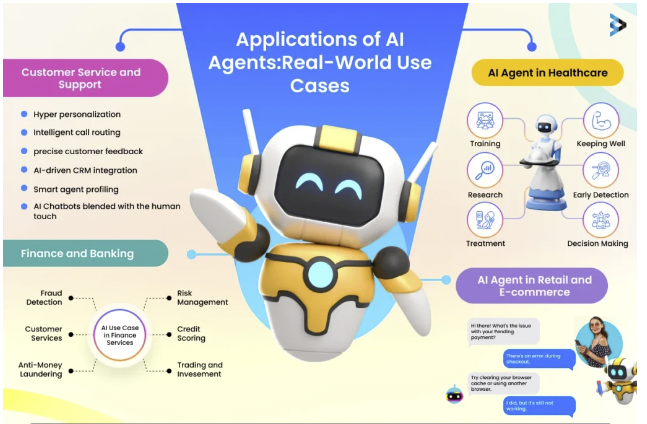 Applications of AI
Agents:Real-World Use
Cases
Customer Service and
Support
Hyper personalization
Intelligent call routing
precise customer feedback
AI-driven CRM integration
Smart agent profiling
AI Chatbots blended with the human
touch
Finance and Banking
Fraud
Detection
Customer
Services
Anti-Money
Laundering
AI Use Case
in Finance
Services
Risk
Management
Credit
Scoring
Trading and
Invesement
AI Agent in Healthcare
Training
Keeping Well
Research
Early Detection
Treatment
Decision Making
AI Agent in Retail and
E-commerce
Hi there! What's the issue
with your Pending
payment?
There's an error during
checkout.
Try clearing your browser
cache or using another
browser.
I did, but it's still not
working.